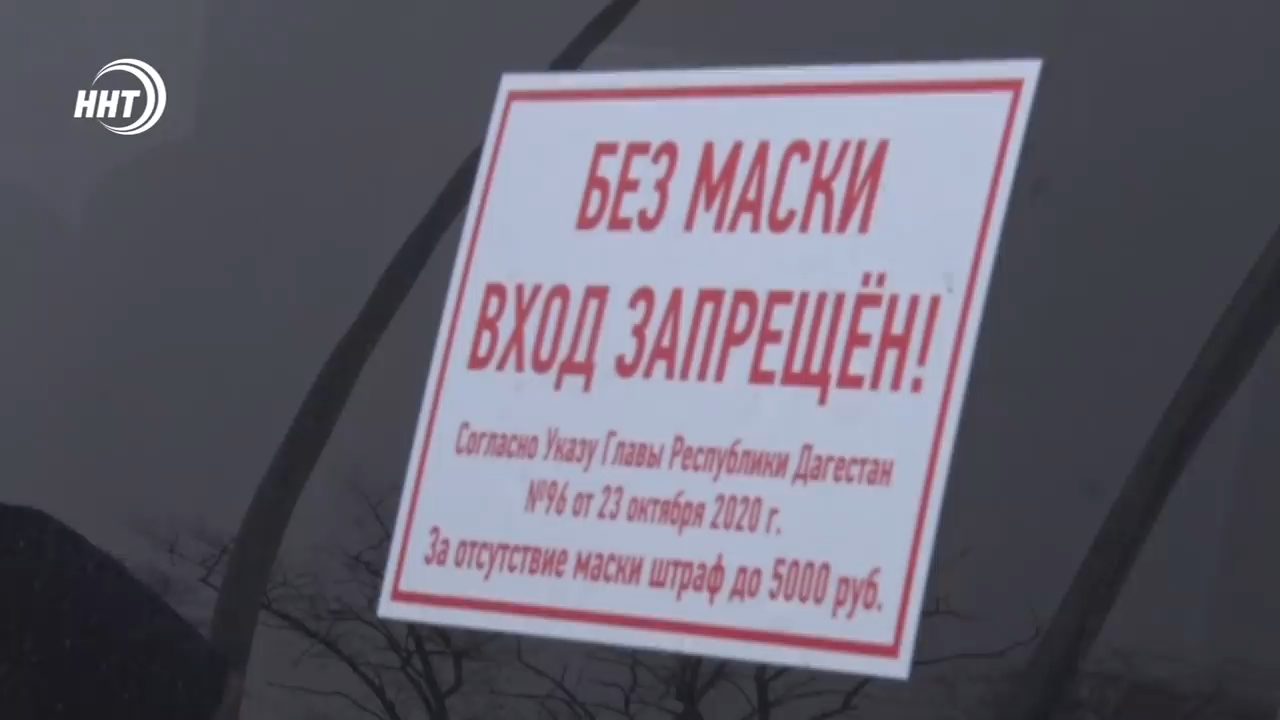 ННТ
БЕЗ МАСКИ
ВХОД ЗАПРЕЩЁН!
Согласно Указу Главы Республики Дагестан
№96 от 23 октября 2020 г.
За отсутствие маски штраф до 5000 руб.